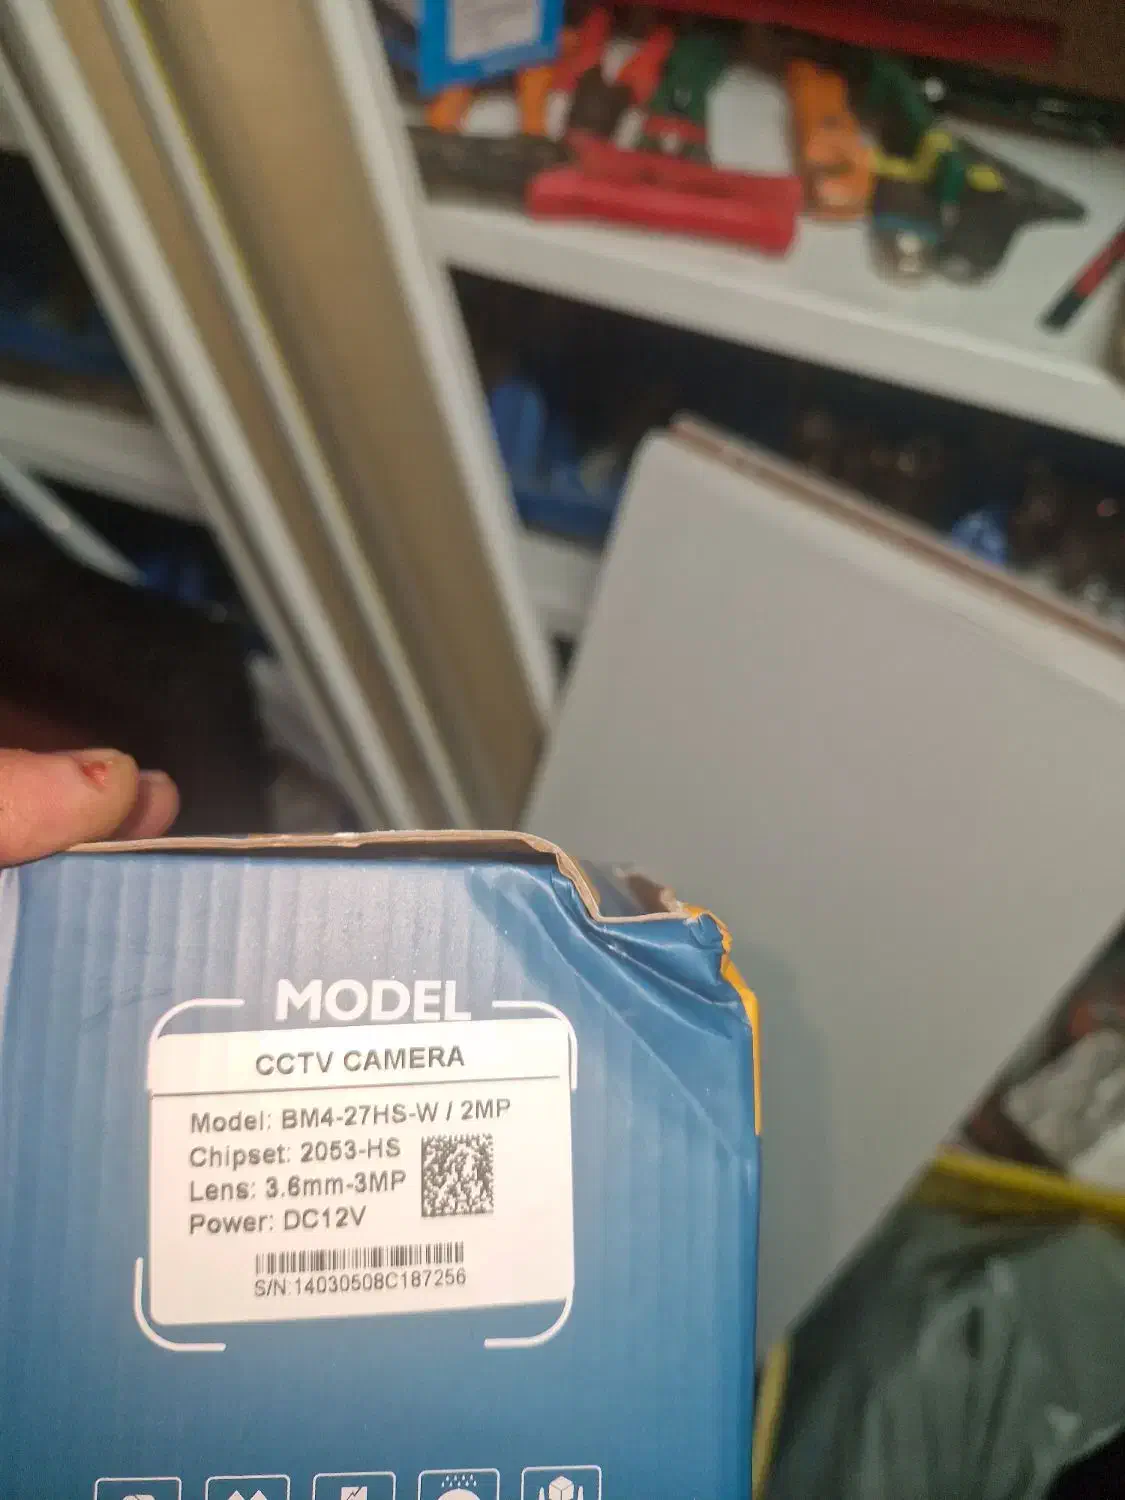 MODEL
CCTV CAMERA
Model: BM4-27HS-W / 2MP
Chipset: 2053-HS
Lens: 3.6mm-3MP
Power: DC12V
S/N:14030508C187256